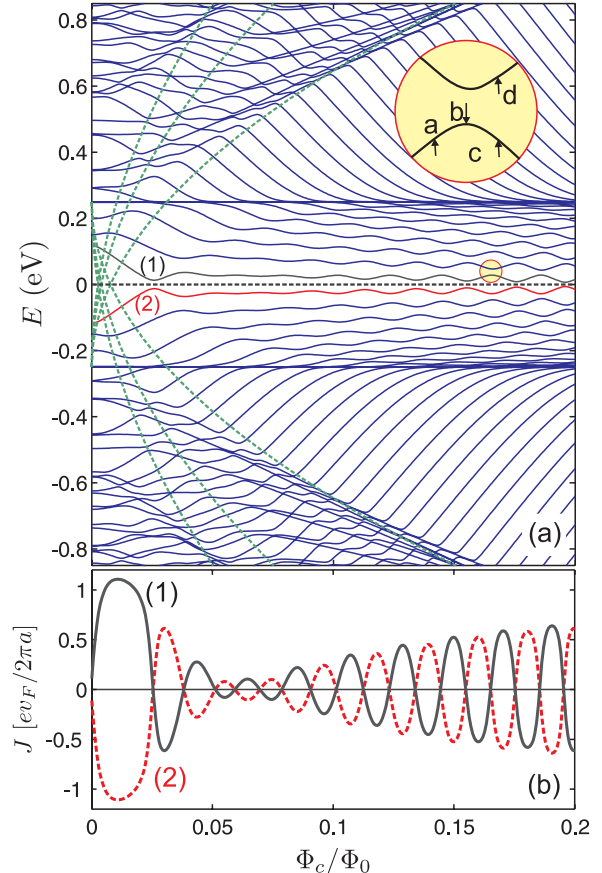 0.8
0.6
0.4
0.2
0
-0.2
-0.4
-0.6
-0.8
E (eV)
a
b
c
d
(1)
(2)
(a)
1
0.5
0
-0.5
-1
J [ev_F/2πa]
(1)
(2)
(b)
0
0.05
0.1
0.15
0.2
Φ_c/Φ_0